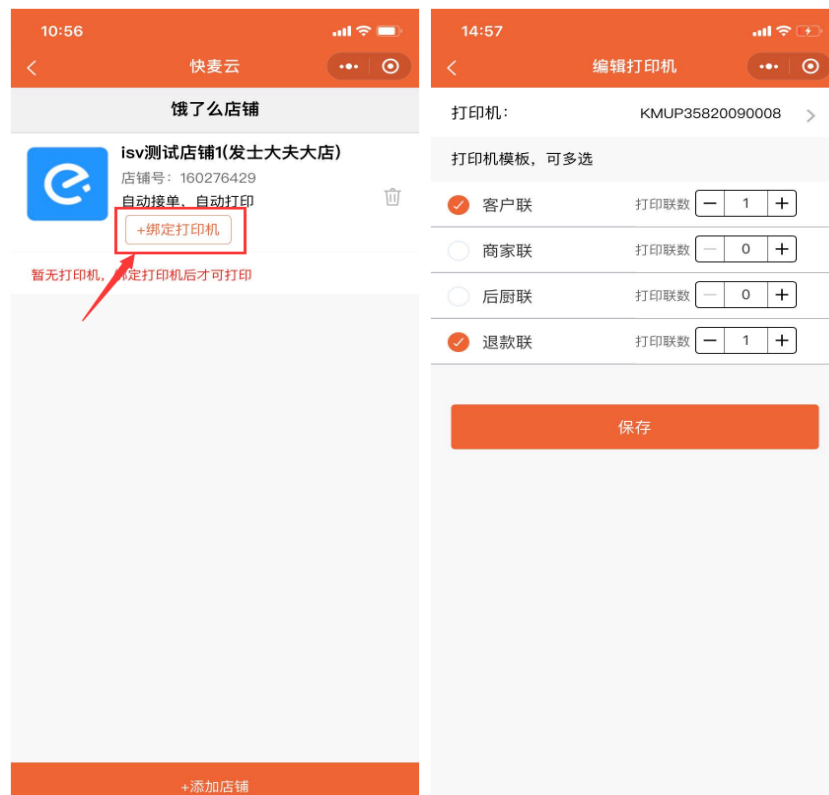 10:56
快麦云
饿了么店铺
isv测试店铺1(发士大夫大店)
店铺号：160276429
自动接单、自动打印
+绑定打印机
暂无打印机，绑定打印机后才可打印
+添加店铺
14:57
编辑打印机
打印机： KMUP35820090008
打印机模板，可多选
客户联 打印联数 1
商家联 打印联数 0
后厨联 打印联数 0
退款联 打印联数 1
保存